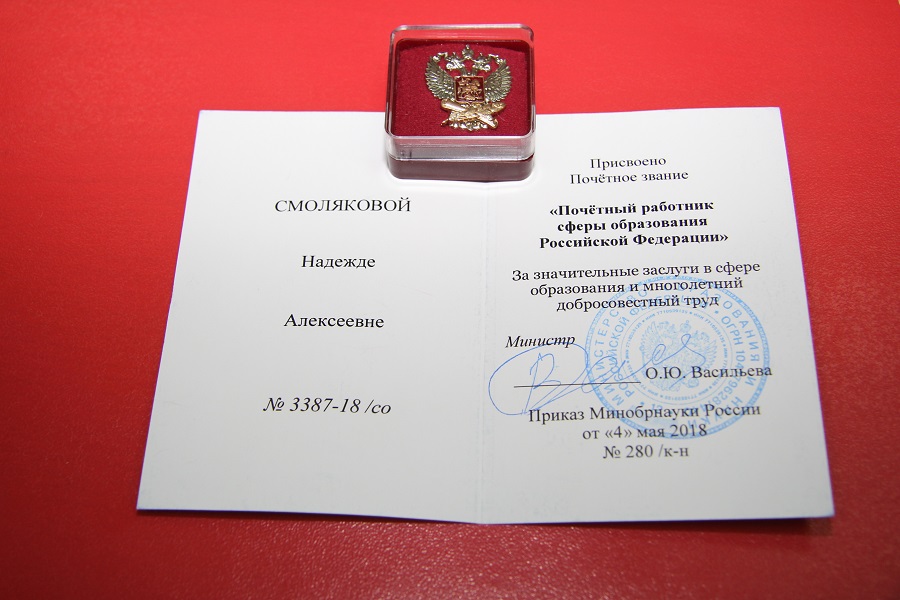 СМОЛЯКОВОЙ
Надежде
Алексеевне
№ 3387-18 /со
Присвоено
Почётное звание
«Почётный работник
сферы образования
Российской Федерации»
За значительные заслуги в сфере
образования и многолетний
добросовестный труд
Министр
О.Ю. Васильева
Приказ Минобрнауки России
от «4» мая 2018
№ 280 /к-н